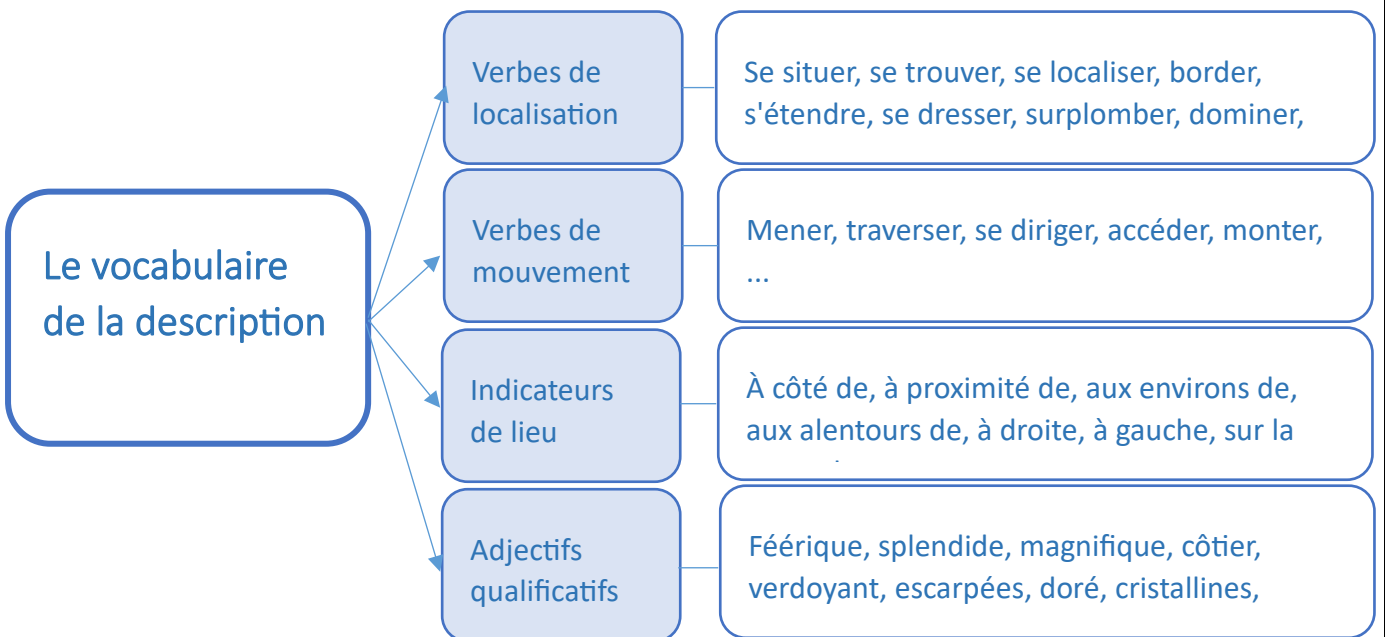 Le vocabulaire
de la description
Verbes de
localisation
Se situer, se trouver, se localiser, border,
s'étendre, se dresser, surplomber, dominer,
Verbes de
mouvement
Mener, traverser, se diriger, accéder, monter,
...
Indicateurs
de lieu
À côté de, à proximité de, aux environs de,
aux alentours de, à droite, à gauche, sur la
Adjectifs
qualificatifs
Féérique, splendide, magnifique, côtier,
verdoyant, escarpées, doré, cristallines,